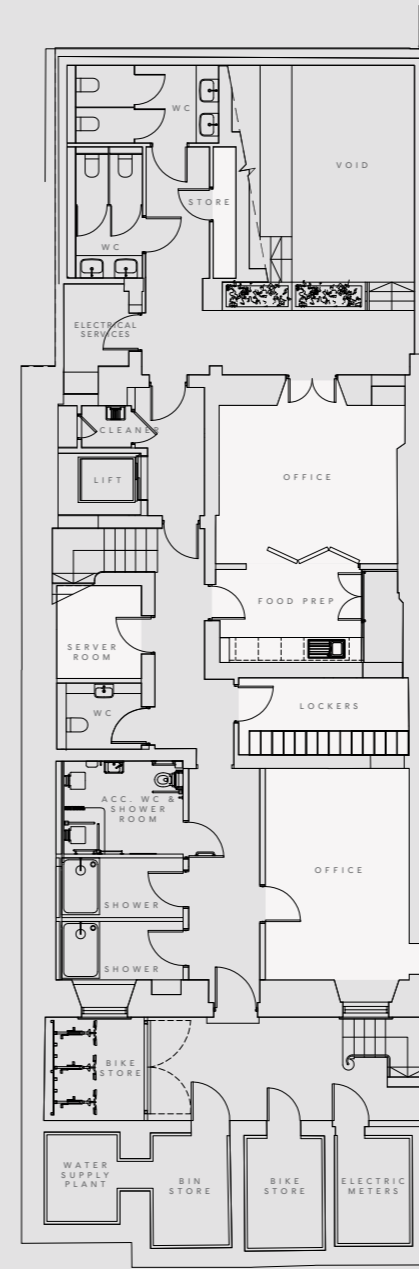 WC
VOID
STORE
WC
ELECTRICAL
SERVICES
CLEANER
LIFT
OFFICE
FOOD PREP
SERVER
ROOM
WC
LOCKERS
ACC. WC &
SHOWER
ROOM
OFFICE
SHOWER
SHOWER
BIKE
STORE
WATER
SUPPLY
PLANT
BIN
STORE
BIKE
STORE
ELECTRIC
METERS